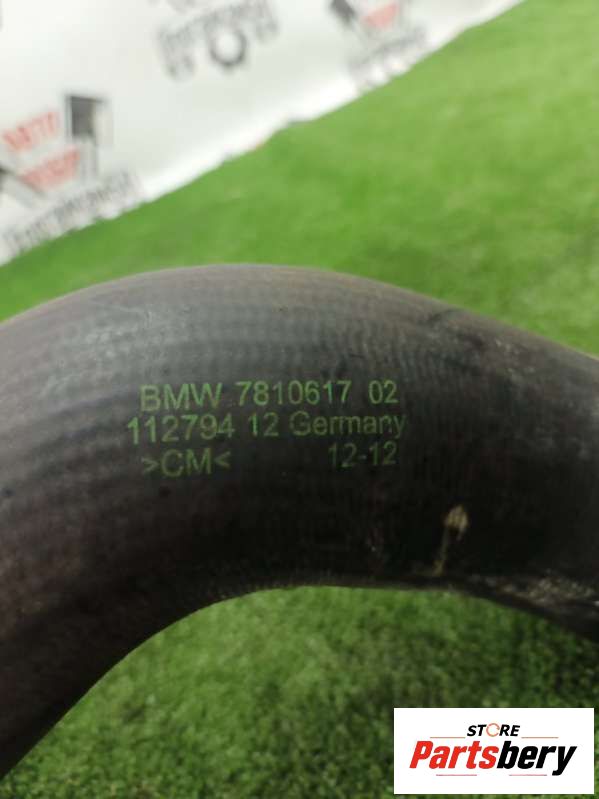 BMW 7810617 02
112794 12 Germany
>CM< 12-12
STORE
Partsbery